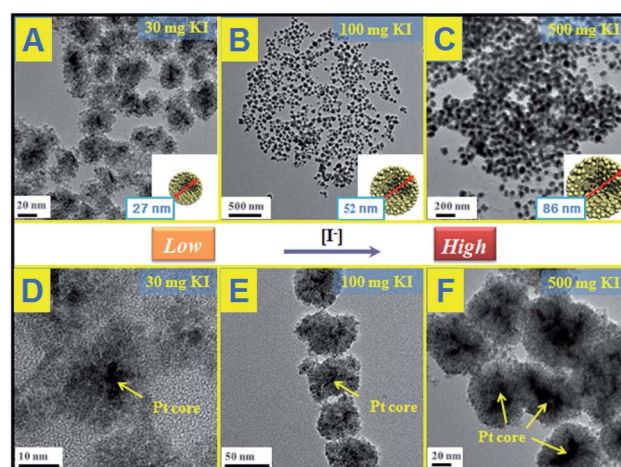 A
30 mg KI
20 nm
27 nm
B
100 mg KI
500 nm
52 nm
C
500 mg KI
200 nm
86 nm
Low
[I-]
High
D
30 mg KI
Pt core
10 nm
E
100 mg KI
Pt core
50 nm
F
500 mg KI
Pt core
20 nm